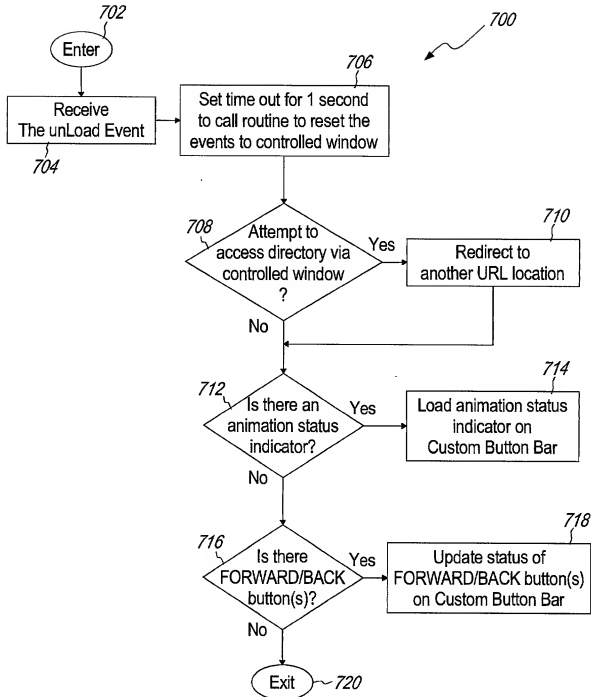 702
Enter
700
706
Receive
The unLoad Event
704
Set time out for 1 second
to call routine to reset the
events to controlled window
708
Attempt to
access directory via
controlled window
?
Yes
710
Redirect to
another URL location
No
712
Is there an
animation status
indicator?
Yes
714
Load animation status
indicator on
Custom Button Bar
No
716
Is there
FORWARD/BACK
button(s)?
Yes
718
Update status of
FORWARD/BACK button(s)
on Custom Button Bar
No
Exit
720